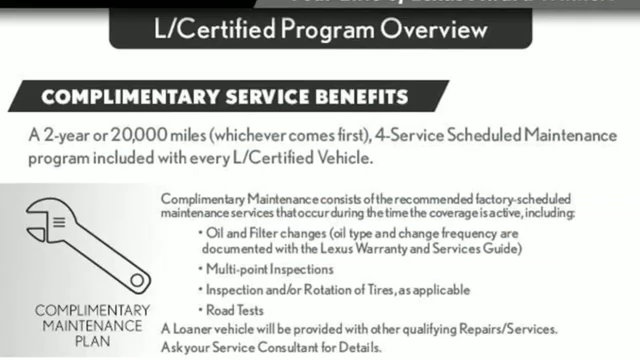 L/Certified Program Overview
COMPLIMENTARY SERVICE BENEFITS
A 2-year or 20,000 miles (whichever comes first), 4-Service Scheduled Maintenance
program included with every L/Certified Vehicle.
Complimentary Maintenance consists of the recommended factory-scheduled
maintenance services that occur during the time the coverage is active, including:
• Oil and Filter changes (oil type and change frequency are
documented with the Lexus Warranty and Services Guide)
• Multi-point Inspections
• Inspection and/or Rotation of Tires, as applicable
• Road Tests
COMPLIMENTARY
MAINTENANCE
PLAN
A Loaner vehicle will be provided with other qualifying Repairs/Services.
Ask your Service Consultant for Details.